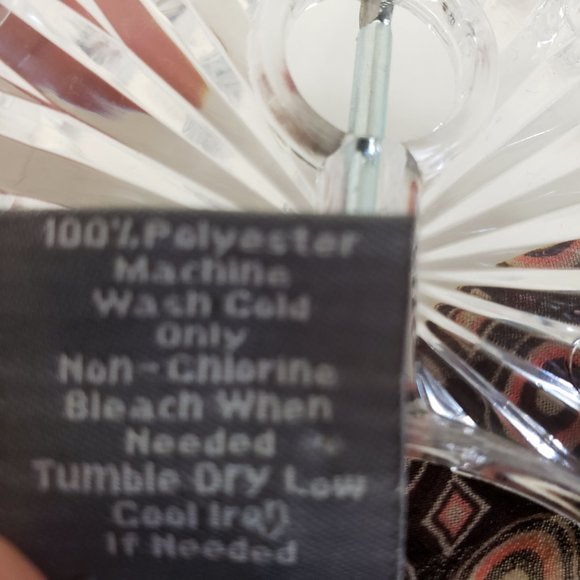 100% Polyester
Machine
Wash Cold
Only
Non-Chlorine
Bleach When
Needed
Tumble Dry Low
Cool Iron
If Needed